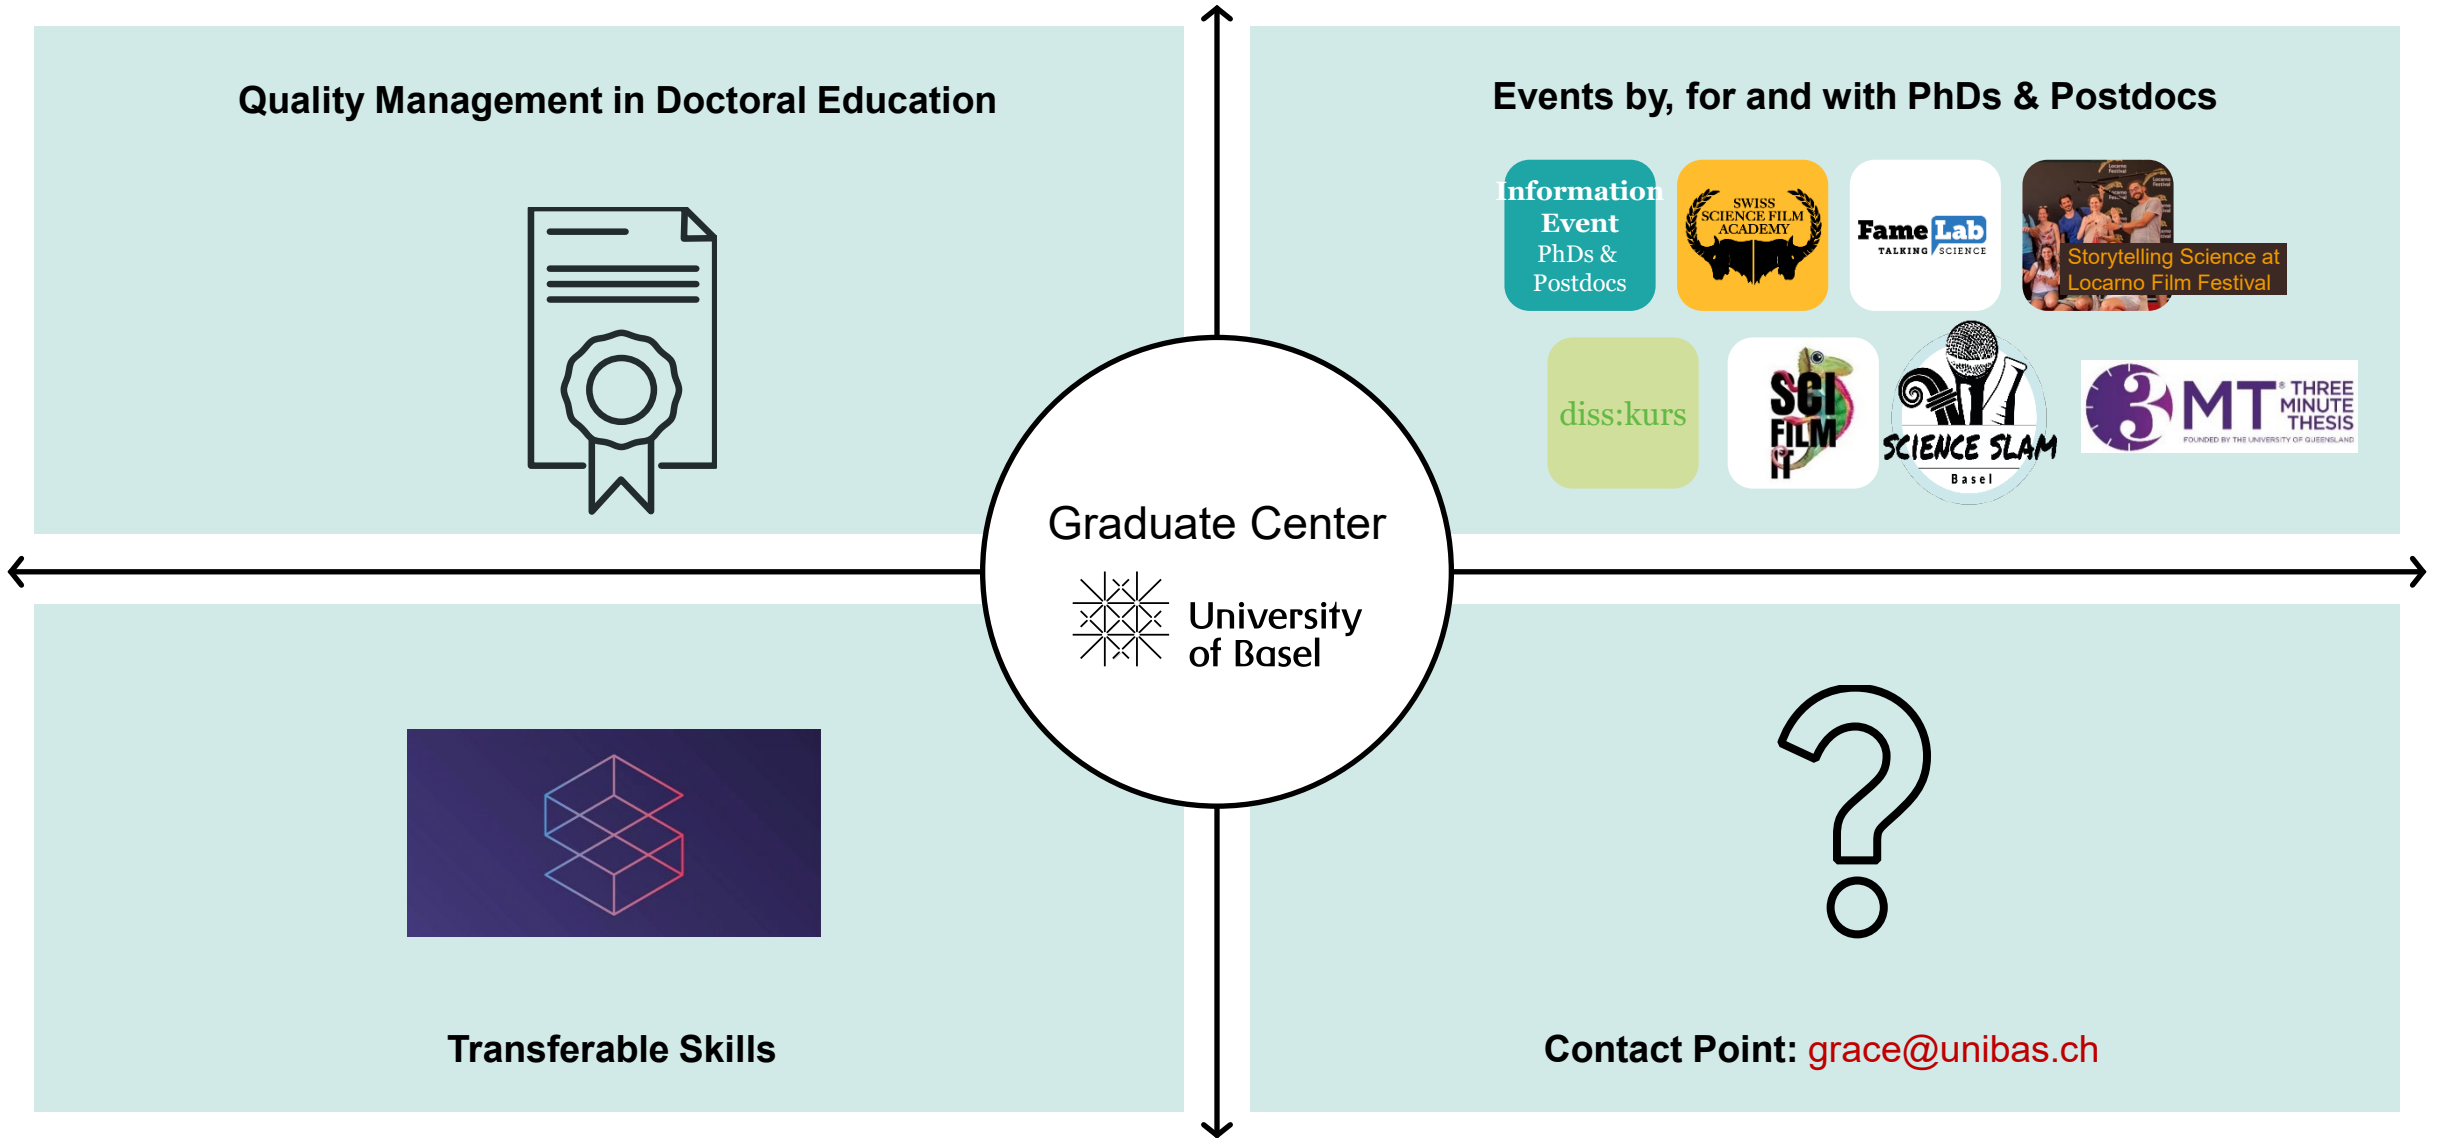 Quality Management in Doctoral Education
Events by, for and with PhDs & Postdocs
Information
Event
PhDs &
Postdocs
SWISS
SCIENCE FILM
ACADEMY
Fame Lab
TALKING SCIENCE
Storytelling Science at
Locarno Film Festival
diss:kurs
SCI
FILM
IT
SCIENCE SLAM
Basel
3MT® THREE
MINUTE
THESIS
FOUNDED BY THE UNIVERSITY OF QUEENSLAND
Graduate Center
University
of Basel
Transferable Skills
Contact Point: grace@unibas.ch